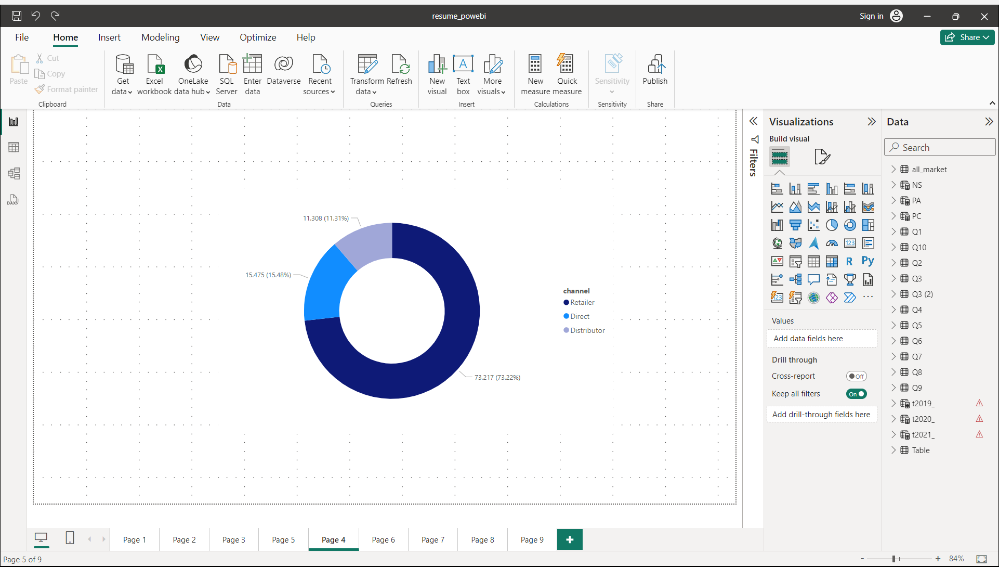 resume_powebi
Sign in
File Home Insert Modeling View Optimize Help
Share
Paste
Cut
Copy
Format painter
Clipboard
Get data
Excel workbook
OneLake data hub
SQL Server
Enter data
Dataverse
Recent sources
Data
Transform data
Refresh
Queries
New visual
Text box
More visuals
Insert
New measure
Quick measure
Calculations
Sensitivity
Sensitivity
Publish
Share
DAX
11.308 (11.31%)
15.475 (15.48%)
73.217 (73.22%)
channel
Retailer
Direct
Distributor
Filters
Visualizations
Build visual
123
R
Py
123
Values
Add data fields here
Drill through
Cross-report
Off
Keep all filters
On
Add drill-through fields here
Data
Search
all_market
NS
PA
PC
Q1
Q10
Q2
Q3
Q3 (2)
Q4
Q5
Q6
Q7
Q8
Q9
t2019_
t2020_
t2021_
Table
Page 1 Page 2 Page 3 Page 5 Page 4 Page 6 Page 7 Page 8 Page 9 +
Page 5 of 9
- + 84%